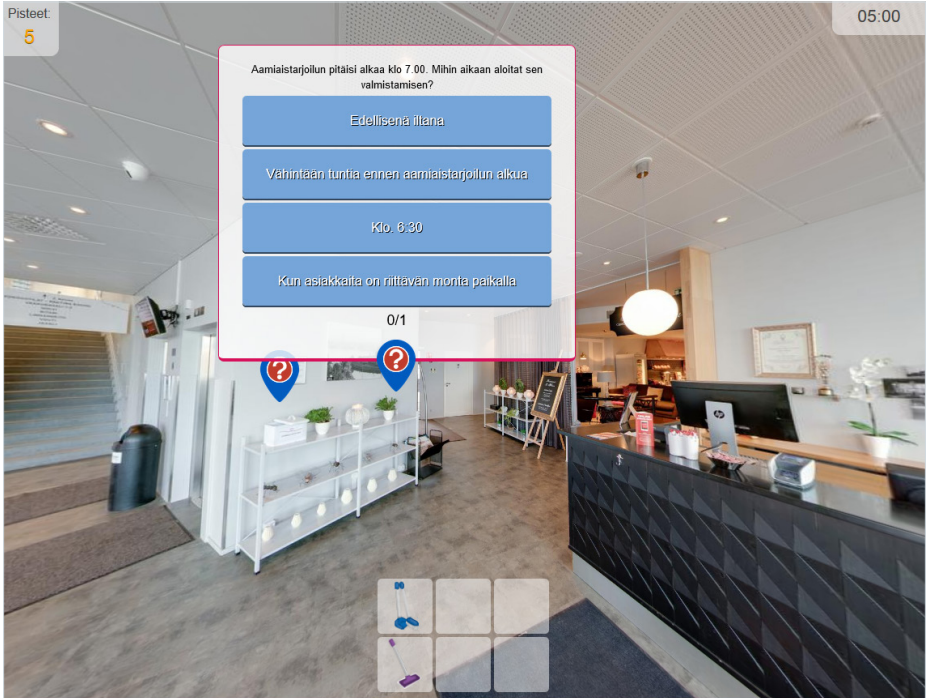 Pisteet:
5
05:00
Aamiaistarjoilun pitäisi alkaa klo 7.00. Mihin aikaan aloitat sen
valmistamisen?
Edellisenä iltana
Vähintään tuntia ennen aamiaistarjoilun alkua
Klo. 6:30
Kun asiakkaita on riittävän monta paikalla
0/1
?
?
hp